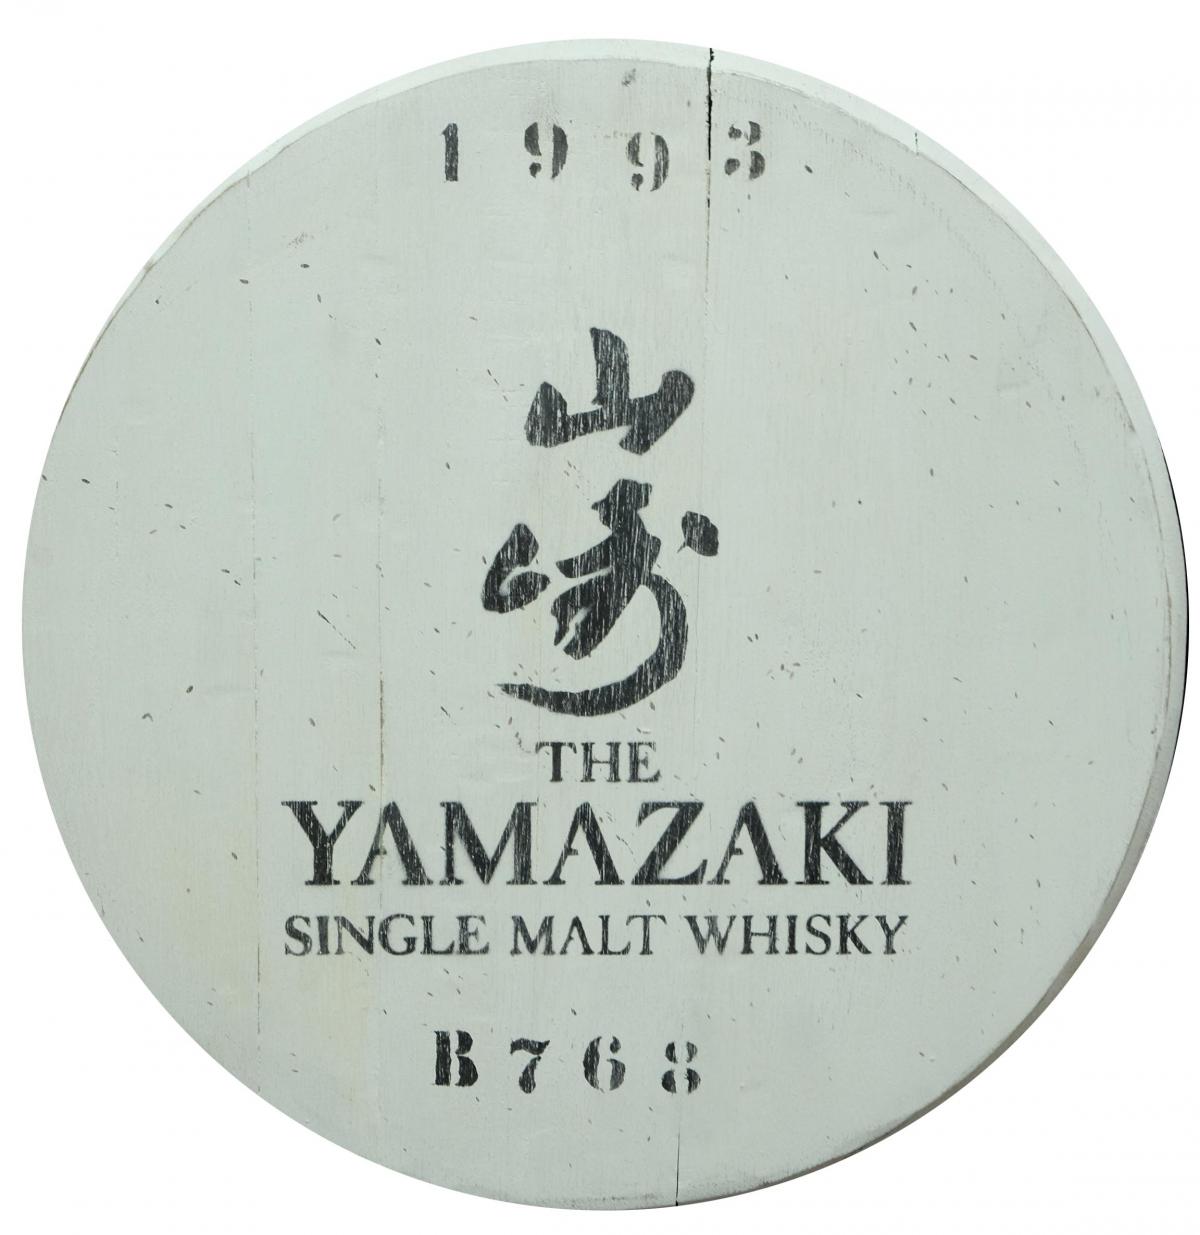 1993
山
崎
THE
YAMAZAKI
SINGLE MALT WHISKY
B768